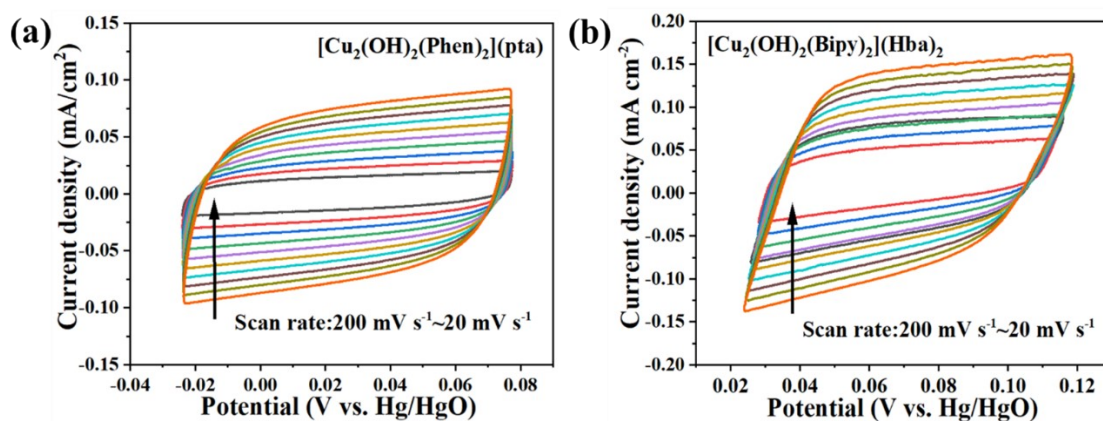 (a)
[Cu₂(OH)₂(Phen)₂](pta)
Current density (mA/cm²)
0.15
0.10
0.05
0.00
-0.05
-0.10
-0.15
Scan rate:200 mV s⁻¹~20 mV s⁻¹
-0.04 -0.02 0.00 0.02 0.04 0.06 0.08
Potential (V vs. Hg/HgO)
(b)
[Cu₂(OH)₂(Bipy)₂](Hba)₂
Current density (mA cm⁻²)
0.20
0.15
0.10
0.05
0.00
-0.05
-0.10
-0.15
-0.20
Scan rate:200 mV s⁻¹~20 mV s⁻¹
0.02 0.04 0.06 0.08 0.10 0.12
Potential (V vs. Hg/HgO)